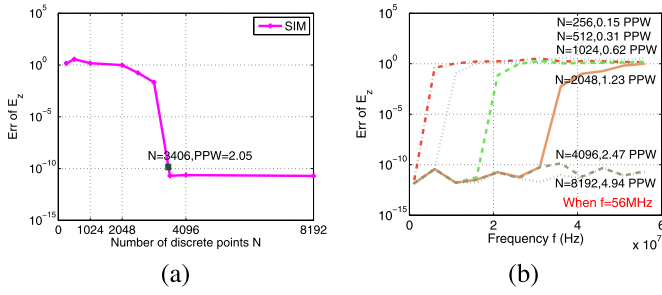 SIM
10^5
10^0
10^-5
10^-10
10^-15
Err of E_z
N=3406,PPW=2.05
0 1024 2048 4096 8192
Number of discrete points N
(a)
10^5
10^0
10^-5
10^-10
10^-15
Err of E_z
N=256,0.15 PPW
N=512,0.31 PPW
N=1024,0.62 PPW
N=2048,1.23 PPW
N=4096,2.47 PPW
N=8192,4.94 PPW
When f=56MHz
0 2 4 6
Frequency f (Hz)
x 10^7
(b)